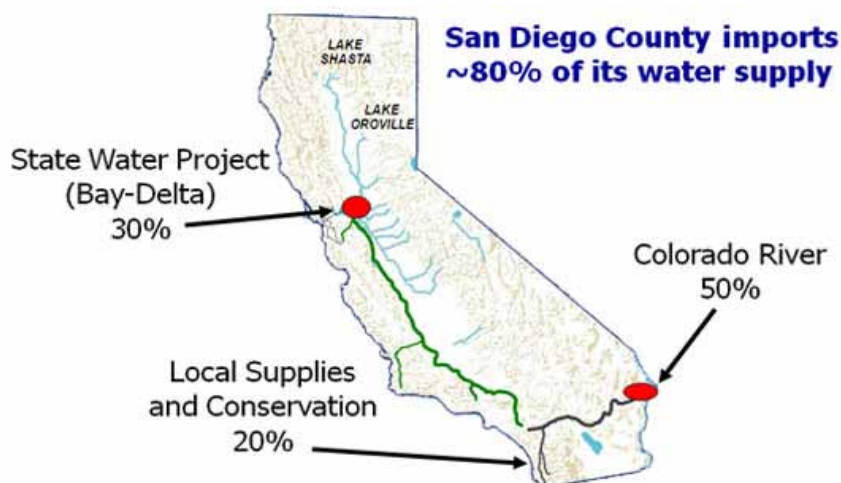 San Diego County imports
~80% of its water supply
LAKE
SHASTA
LAKE
OROVILLE
State Water Project
(Bay-Delta)
30%
Colorado River
50%
Local Supplies
and Conservation
20%